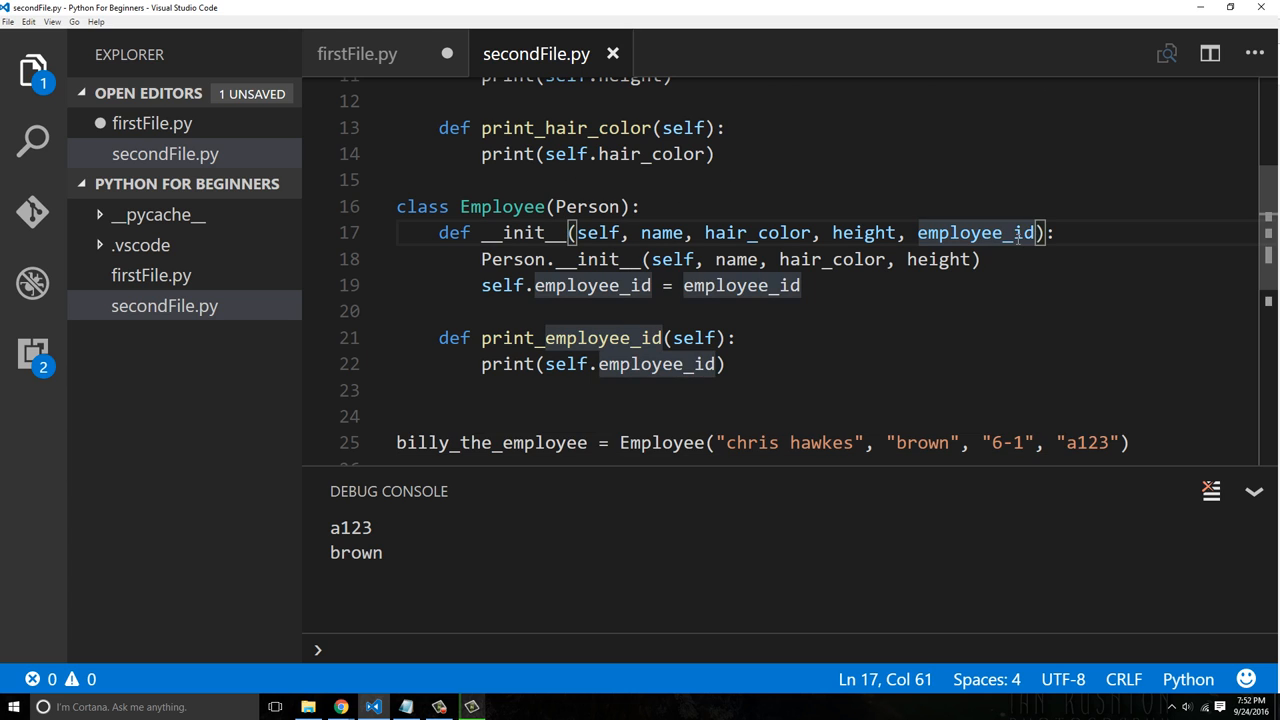 secondFile.py - Python For Beginners - Visual Studio Code
File Edit View Go Help
EXPLORER
OPEN EDITORS 1 UNSAVED
firstFile.py
secondFile.py
PYTHON FOR BEGINNERS
__pycache__
.vscode
firstFile.py
secondFile.py
1
2
firstFile.py secondFile.py
11 print(self.height)
12
13 def print_hair_color(self):
14 print(self.hair_color)
15
16 class Employee(Person):
17 def __init__(self, name, hair_color, height, employee_id):
18 Person.__init__(self, name, hair_color, height)
19 self.employee_id = employee_id
20
21 def print_employee_id(self):
22 print(self.employee_id)
23
24
25 billy_the_employee = Employee("chris hawkes", "brown", "6-1", "a123")
DEBUG CONSOLE
a123
brown
0 0 Ln 17, Col 61 Spaces: 4 UTF-8 CRLF Python
I'm Cortana. Ask me anything.
7:52 PM
9/24/2016